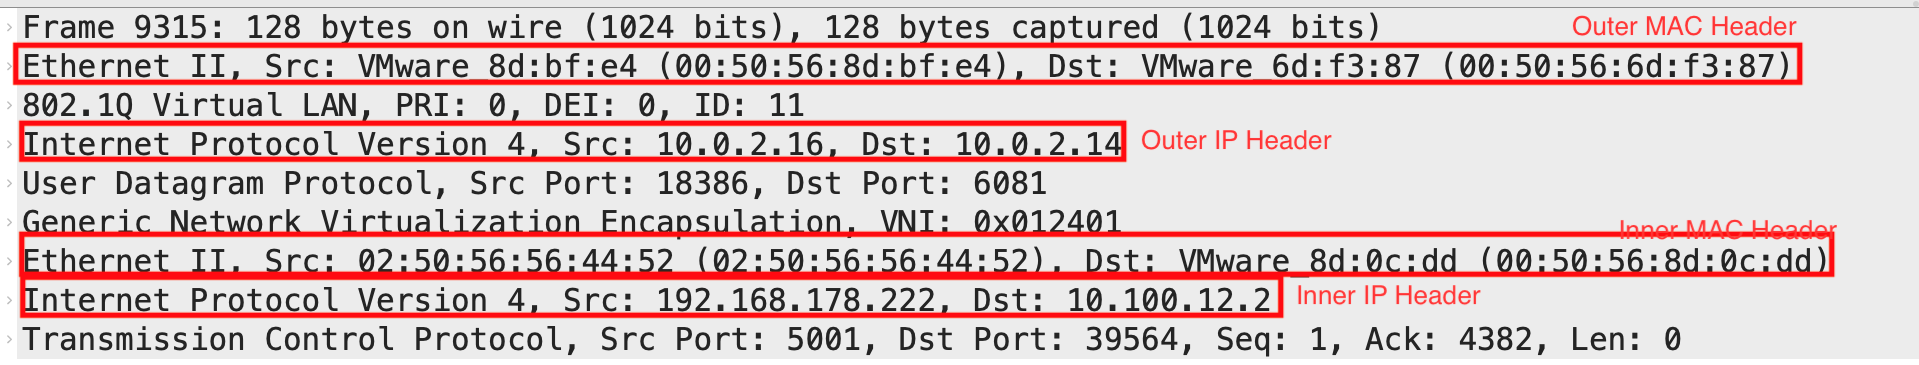 Frame 9315: 128 bytes on wire (1024 bits), 128 bytes captured (1024 bits)
Outer MAC Header
Ethernet II, Src: VMware_8d:bf:e4 (00:50:56:8d:bf:e4), Dst: VMware_6d:f3:87 (00:50:56:6d:f3:87)
802.1Q Virtual LAN, PRI: 0, DEI: 0, ID: 11
Internet Protocol Version 4, Src: 10.0.2.16, Dst: 10.0.2.14
Outer IP Header
User Datagram Protocol, Src Port: 18386, Dst Port: 6081
Generic Network Virtualization Encapsulation, VNI: 0x012401
Inner MAC Header
Ethernet II, Src: 02:50:56:56:44:52 (02:50:56:56:44:52), Dst: VMware_8d:0c:dd (00:50:56:8d:0c:dd)
Internet Protocol Version 4, Src: 192.168.178.222, Dst: 10.100.12.2
Inner IP Header
Transmission Control Protocol, Src Port: 5001, Dst Port: 39564, Seq: 1, Ack: 4382, Len: 0